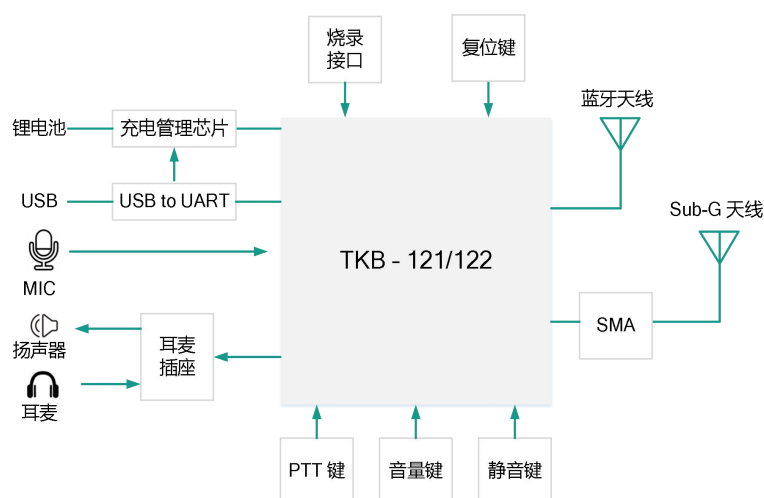 烧录
接口
复位键
蓝牙天线
锂电池
充电管理芯片
USB
USB to UART
Sub-G 天线
MIC
TKB - 121/122
SMA
扬声器
耳麦
插座
耳麦
PTT 键
音量键
静音键